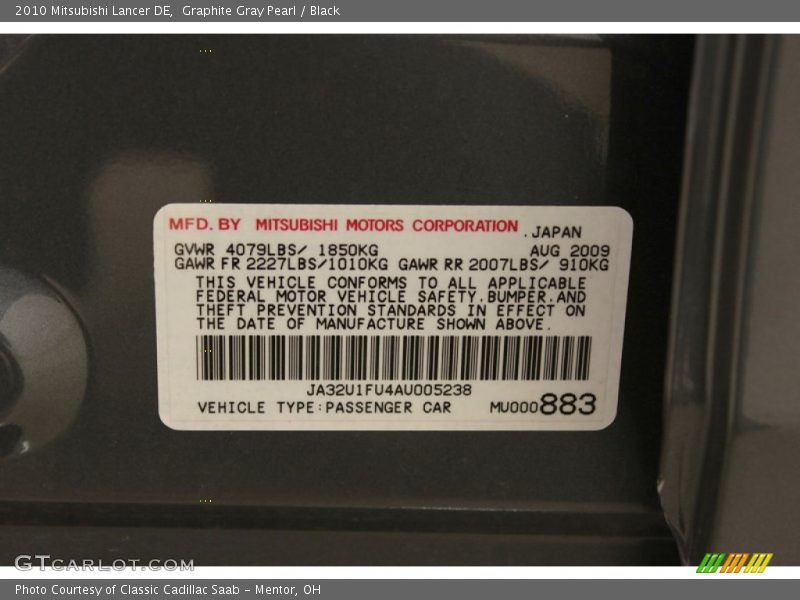 2010 Mitsubishi Lancer DE, Graphite Gray Pearl / Black
MFD. BY MITSUBISHI MOTORS CORPORATION, JAPAN
GVWR 4079LBS/ 1850KG AUG 2009
GAWR FR 2227LBS/1010KG GAWR RR 2007LBS/ 910KG
THIS VEHICLE CONFORMS TO ALL APPLICABLE
FEDERAL MOTOR VEHICLE SAFETY,BUMPER,AND
THEFT PREVENTION STANDARDS IN EFFECT ON
THE DATE OF MANUFACTURE SHOWN ABOVE.
JA32U1FU4AU005238
VEHICLE TYPE:PASSENGER CAR MU000883
GTCARLOT.COM
Photo Courtesy of Classic Cadillac Saab - Mentor, OH